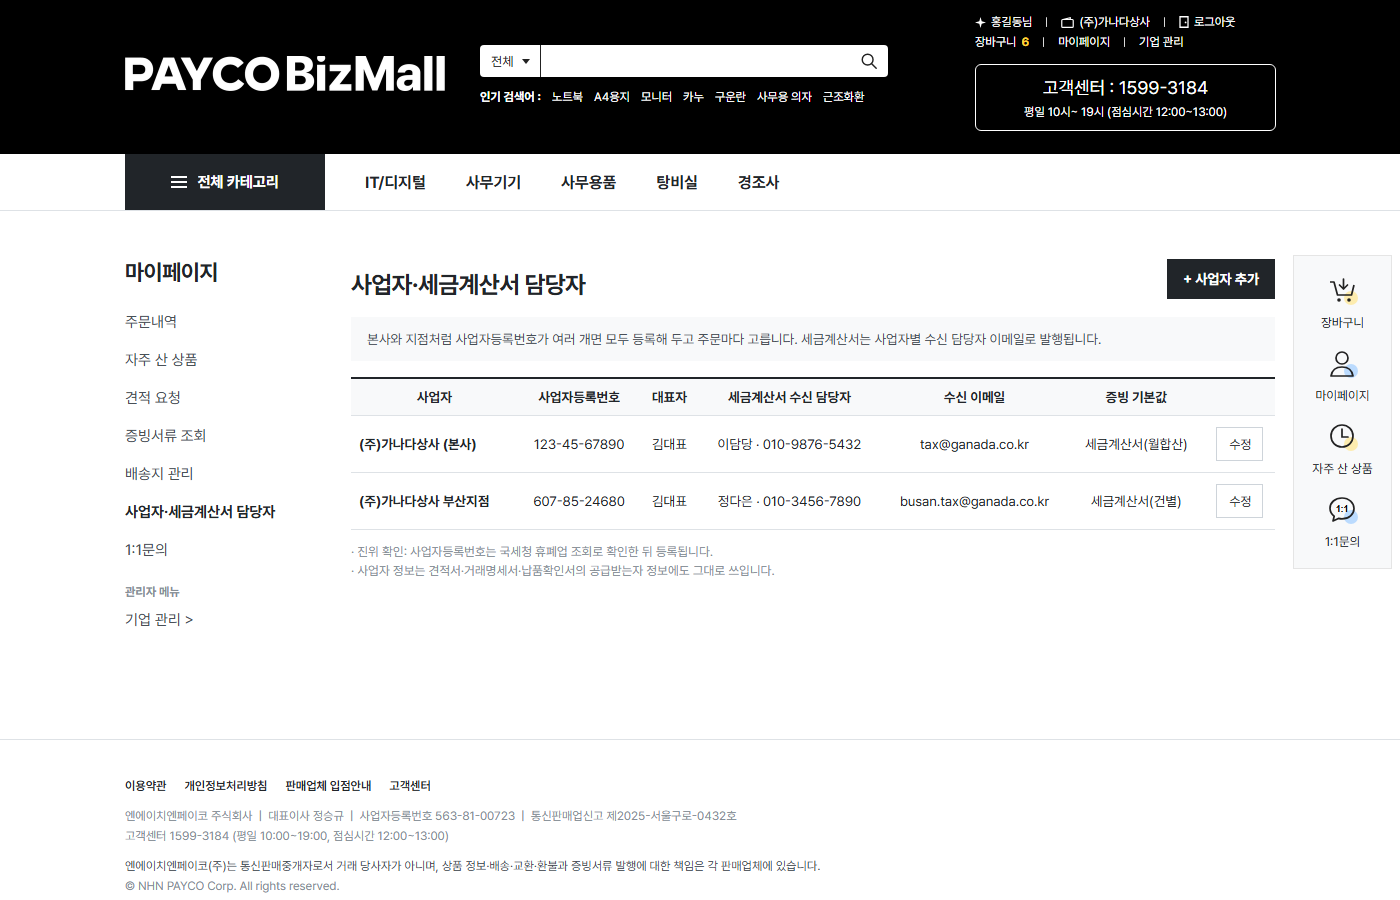 PAYCO BizMall
전체
인기 검색어 : 노트북 A4용지 모니터 카누 구운란 사무용 의자 근조화환
홍길동님 | (주)가나다상사 | 로그아웃
장바구니 6 | 마이페이지 | 기업 관리
고객센터 : 1599-3184
평일 10시~ 19시 (점심시간 12:00~13:00)
전체 카테고리 IT/디지털 사무기기 사무용품 탕비실 경조사
마이페이지
주문내역
자주 산 상품
견적 요청
증빙서류 조회
배송지 관리
사업자·세금계산서 담당자
1:1문의
관리자 메뉴
기업 관리 >
사업자·세금계산서 담당자
+ 사업자 추가
본사와 지점처럼 사업자등록번호가 여러 개면 모두 등록해 두고 주문마다 고릅니다. 세금계산서는 사업자별 수신 담당자 이메일로 발행됩니다.
사업자 사업자등록번호 대표자 세금계산서 수신 담당자 수신 이메일 증빙 기본값
(주)가나다상사 (본사) 123-45-67890 김대표 이담당 · 010-9876-5432 tax@ganada.co.kr 세금계산서(월합산) 수정
(주)가나다상사 부산지점 607-85-24680 김대표 정다은 · 010-3456-7890 busan.tax@ganada.co.kr 세금계산서(건별) 수정
· 진위 확인: 사업자등록번호는 국세청 휴폐업 조회로 확인한 뒤 등록됩니다.
· 사업자 정보는 견적서·거래명세서·납품확인서의 공급받는자 정보에도 그대로 쓰입니다.
장바구니
마이페이지
자주 산 상품
1:1
1:1문의
이용약관 개인정보처리방침 판매업체 입점안내 고객센터
엔에이치엔페이코 주식회사 | 대표이사 정승규 | 사업자등록번호 563-81-00723 | 통신판매업신고 제2025-서울구로-0432호
고객센터 1599-3184 (평일 10:00~19:00, 점심시간 12:00~13:00)
엔에이치엔페이코(주)는 통신판매중개자로서 거래 당사자가 아니며, 상품 정보·배송·교환·환불과 증빙서류 발행에 대한 책임은 각 판매업체에 있습니다.
© NHN PAYCO Corp. All rights reserved.